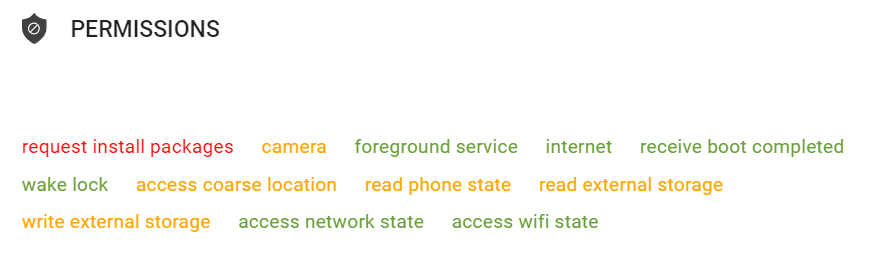 PERMISSIONS
request install packages camera foreground service internet receive boot completed
wake lock access coarse location read phone state read external storage
write external storage access network state access wifi state